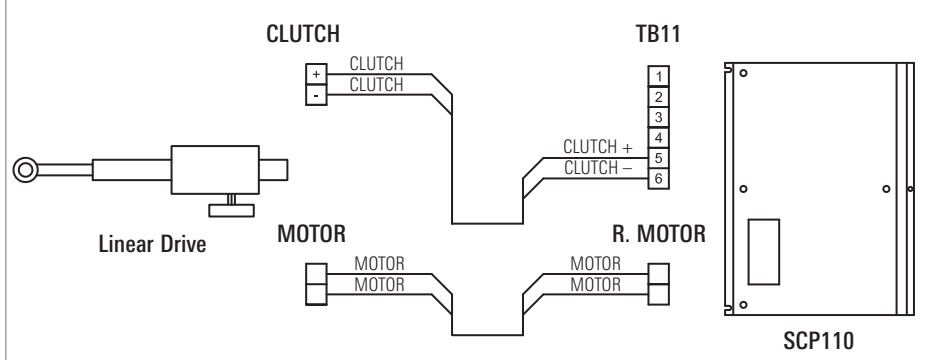 CLUTCH
TB11
+
CLUTCH
-
CLUTCH
1
2
3
4
5
6
CLUTCH +
CLUTCH –
Linear Drive
MOTOR
R. MOTOR
MOTOR
MOTOR
MOTOR
MOTOR
SCP110